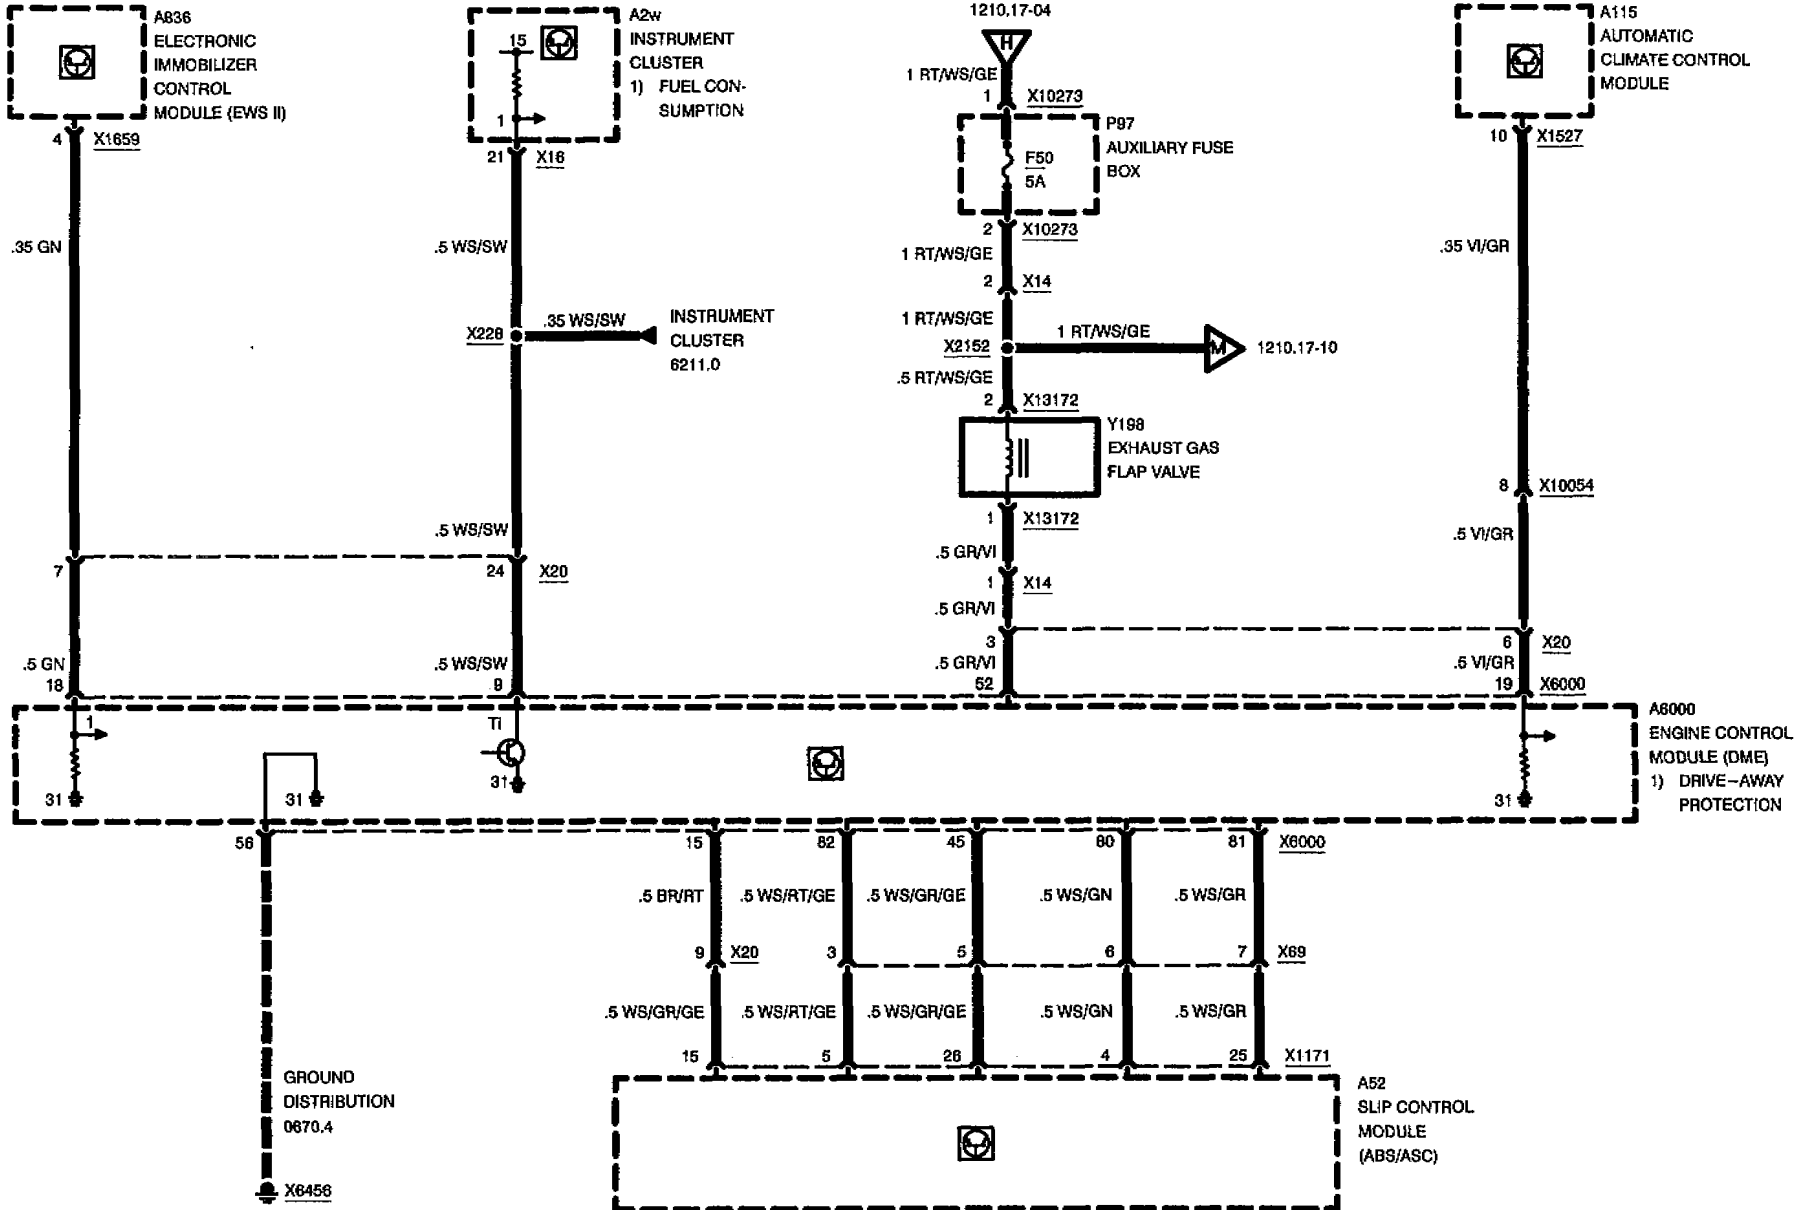 A836
ELECTRONIC
IMMOBILIZER
CONTROL
MODULE (EWS II)
4 X1659
.35 GN
7
.5 GN
18
A2w
INSTRUMENT
CLUSTER
1) FUEL CON-
SUMPTION
15
1
21 X16
.5 WS/SW
X228
.35 WS/SW
INSTRUMENT
CLUSTER
6211.0
.5 WS/SW
24 X20
.5 WS/SW
9
1210.17-04
H
1 RT/WS/GE
1 X10273
P97
AUXILIARY FUSE
BOX
F50
5A
2 X10273
1 RT/WS/GE
2 X14
1 RT/WS/GE
X2152
1 RT/WS/GE
M
1210.17-10
.5 RT/WS/GE
2 X13172
Y198
EXHAUST GAS
FLAP VALVE
1 X13172
.5 GR/VI
1 X14
.5 GR/VI
3
.5 GR/VI
52
A115
AUTOMATIC
CLIMATE CONTROL
MODULE
10 X1527
.35 VI/GR
8 X10054
.5 VI/GR
6 X20
.5 VI/GR
19 X6000
A6000
ENGINE CONTROL
MODULE (DME)
1) DRIVE-AWAY
PROTECTION
1
31
31
TI
31
31
56
15
82
45
80
81 X6000
.5 BR/RT
.5 WS/RT/GE
.5 WS/GR/GE
.5 WS/GN
.5 WS/GR
9 X20
3
5
6
7 X69
.5 WS/GR/GE
.5 WS/RT/GE
.5 WS/GR/GE
.5 WS/GN
.5 WS/GR
15
5
26
4
25 X1171
GROUND
DISTRIBUTION
0670.4
X6456
A52
SLIP CONTROL
MODULE
(ABS/ASC)